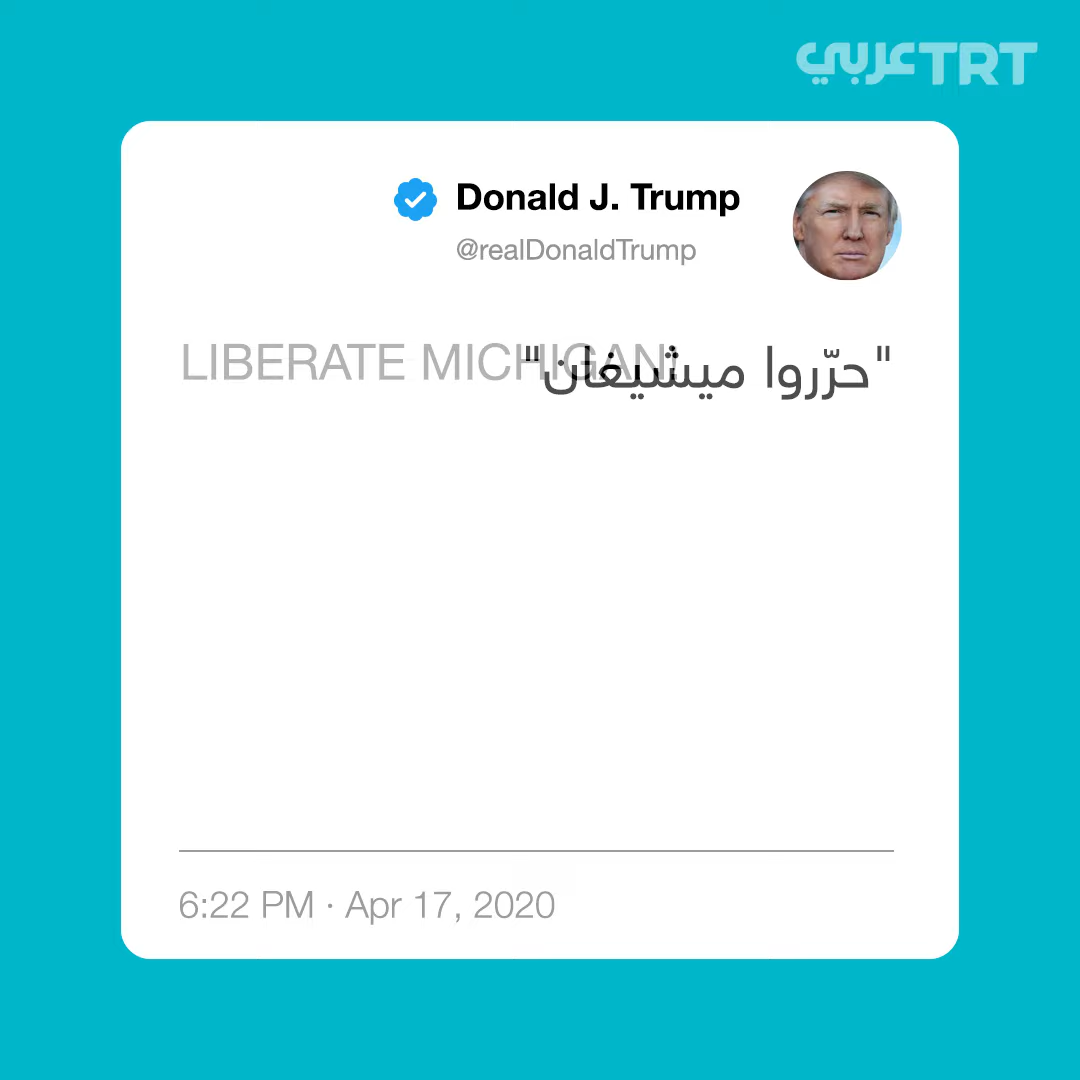 TRT عربي
Donald J. Trump
@realDonaldTrump
LIBERATE MICHIGAN!
"حرّروا ميشيغان"
6:22 PM · Apr 17, 2020